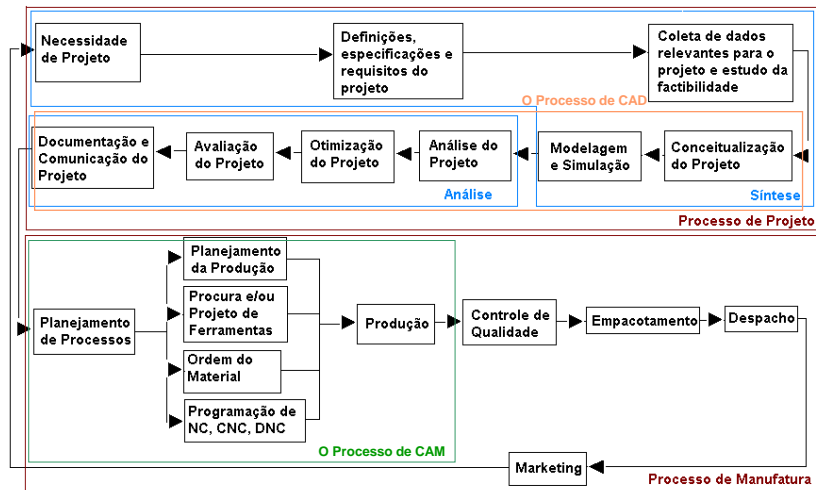 Necessidade
de Projeto
Definições,
especificações e
requisitos do
projeto
Coleta de dados
relevantes para o
projeto e estudo da
factibilidade
O Processo de CAD
Documentação e
Comunicação do
Projeto
Avaliação
do Projeto
Otimização
do Projeto
Análise do
Projeto
Modelagem
e Simulação
Conceitualização
do Projeto
Análise
Síntese
Processo de Projeto
Planejamento
de Processos
Planejamento
da Produção
Procura e/ou
Projeto de
Ferramentas
Ordem do
Material
Programação de
NC, CNC, DNC
Produção
Controle de
Qualidade
Empacotamento
Despacho
O Processo de CAM
Marketing
Processo de Manufatura